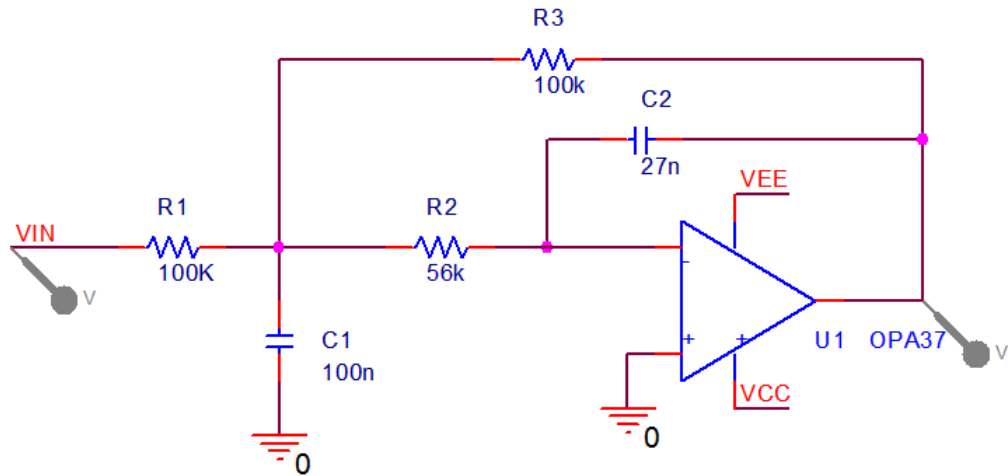 R3
100k
C2
27n
VEE
VIN
R1
100K
R2
56k
-
+
+
U1 OPA37
V
V
C1
100n
VCC
0
0